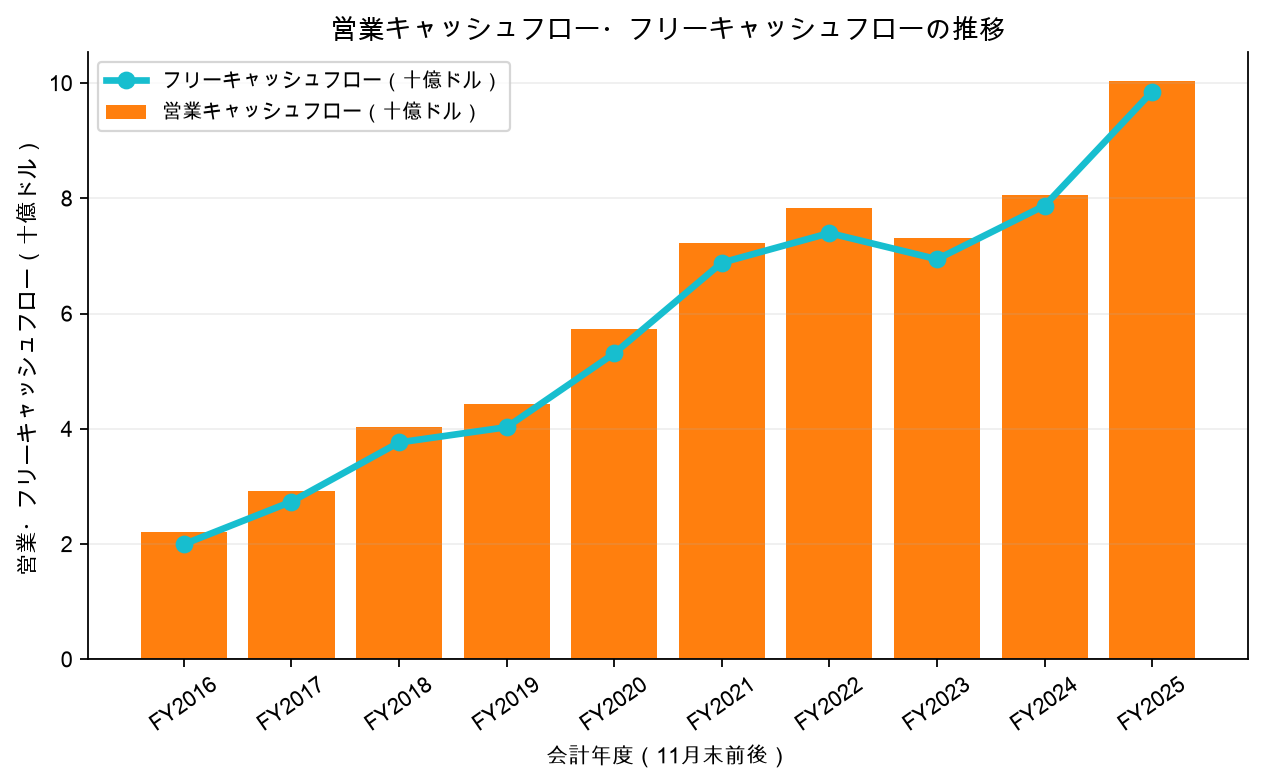 営業キャッシュフロー・フリーキャッシュフローの推移
フリーキャッシュフロー（十億ドル）
営業キャッシュフロー（十億ドル）
営業・フリーキャッシュフロー（十億ドル）
10
8
6
4
2
0
FY2016
FY2017
FY2018
FY2019
FY2020
FY2021
FY2022
FY2023
FY2024
FY2025
会計年度（11月末前後）